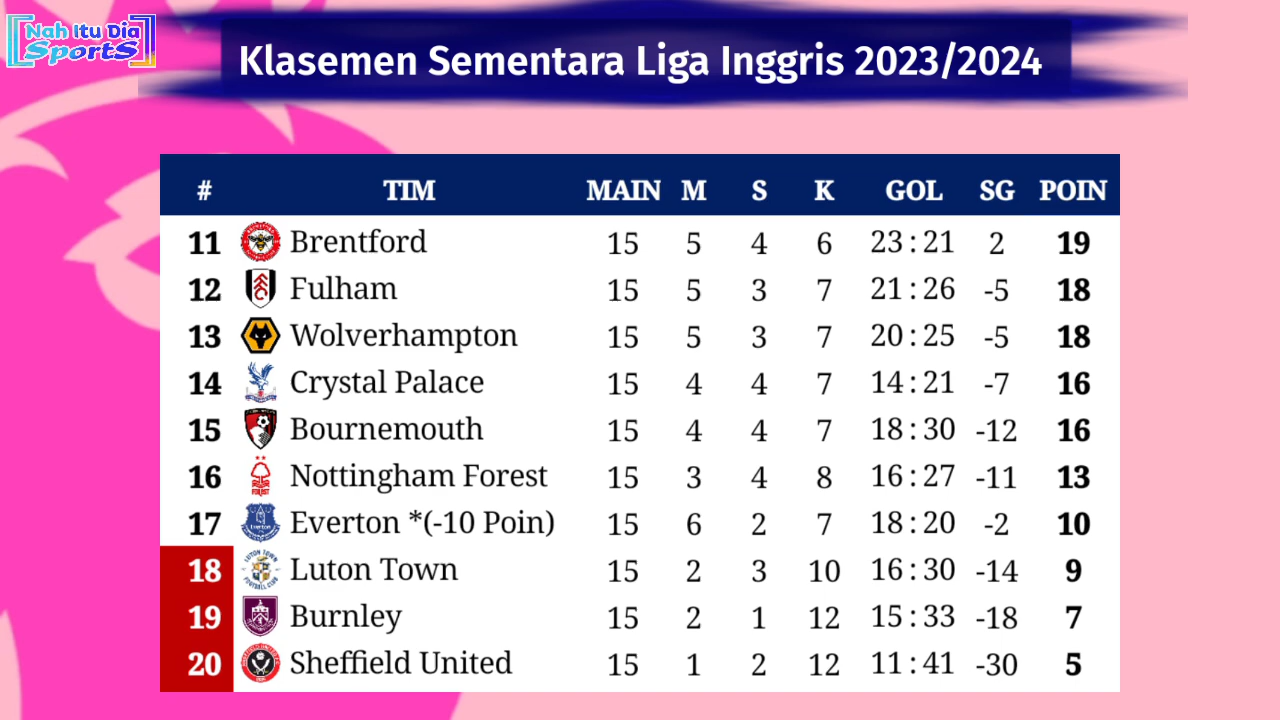 Nah Itu Dia
Sports
Klasemen Sementara Liga Inggris 2023/2024
# TIM MAIN M S K GOL SG POIN
11 Brentford 15 5 4 6 23 : 21 2 19
12 Fulham 15 5 3 7 21 : 26 -5 18
13 Wolverhampton 15 5 3 7 20 : 25 -5 18
14 Crystal Palace 15 4 4 7 14 : 21 -7 16
15 Bournemouth 15 4 4 7 18 : 30 -12 16
16 Nottingham Forest 15 3 4 8 16 : 27 -11 13
17 Everton *(-10 Poin) 15 6 2 7 18 : 20 -2 10
18 Luton Town 15 2 3 10 16 : 30 -14 9
19 Burnley 15 2 1 12 15 : 33 -18 7
20 Sheffield United 15 1 2 12 11 : 41 -30 5